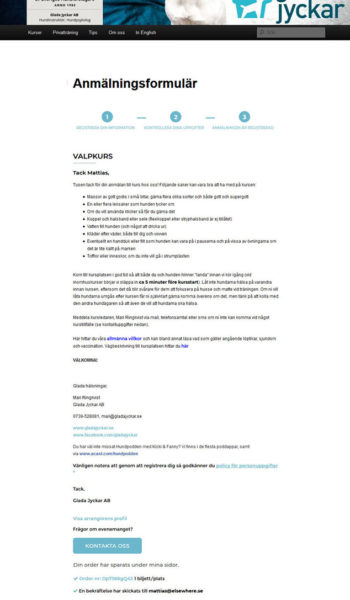 ANNO 1988
Glada Jyckar AB
Hundinstruktör - Hundpsykolog
jyckar
Kurser Privatträning Tips Om oss In English Sök
Anmälningsformulär
1 2 3
REGISTRERA DIN INFORMATION KONTROLLERA DINA UPPGIFTER ANMÄLNINGEN ÄR REGISTRERAD
VALPKURS
Tack Mattias,
Tusen tack för din anmälan till kurs hos oss! Följande saker kan vara bra att ha med på kursen:
Massor av gott godis i små bitar, gärna flera olika sorter och både gott och supergott
En eller flera leksaker som hunden tycker om
Om du vill använda klicker så får du gärna det
Koppel och halsband eller sele (flexikoppel eller stryphalsband är ej tillåtet)
Vatten till hunden (och något att dricka ur)
Kläder efter väder, både till dig och vovven
Eventuellt en handduk eller filt som hunden kan vara på i pauserna och på vissa av övningarna om
det är lite kallt på marken
Tofflor eller inneskor, om du inte vill gå i strumplästen
Kom till kursplatsen i god tid så att både du och hunden hinner "landa" innan vi kör igång (vid
inomhuskurser börjar vi släppa in ca 5 minuter före kursstart). Låt inte hundarna hälsa på varandra
innan kursen, eftersom det då blir svårare för dem att fokusera på husse och matte vid träningen. Om ni vill
låta hundarna umgås efter kursen får ni självklart gärna komma överens om det, men tänk på att kolla med
den andra hundägaren så att även de vill att hundarna ska hälsa.
Meddela kursledaren, Mari Ringkvist via mail, telefonsamtal eller sms om ni inte kan komma vid något
kurstillfälle (se kontaktuppgifter nedan).
Här hittar du våra allmänna villkor och kan bland annat läsa vad som gäller angående löptikar, sjukdom
och vaccination. Vägbeskrivning till kursplatsen hittar du här
VÄLKOMNA!
Glada hälsningar,
Mari Ringkvist
Glada Jyckar AB
0739-528081, mari@gladajyckar.se
www.gladajyckar.se
www.facebook.com/gladajyckar
Du har väl inte missat Hundpodden med Kicki & Fanny? Vi finns i de flesta poddappar, samt
via www.acast.com/hundpodden
Vänligen notera att genom att registrera dig så godkänner du policy för personuppgifter
Tack,
Glada Jyckar AB
Visa arrangörens profil
Frågor om evenemanget?
KONTAKTA OSS
Din order har sparats under mina sidor.
1 biljett/plats
En bekräftelse har skickats till mattias@elsewhere.se